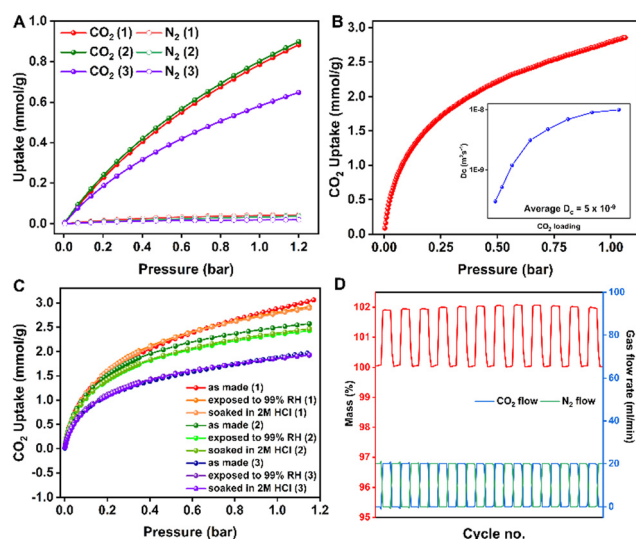 A
CO2 (1) N2 (1)
CO2 (2) N2 (2)
CO2 (3) N2 (3)
Uptake (mmol/g)
0.0 0.2 0.4 0.6 0.8 1.0
0.0 0.2 0.4 0.6 0.8 1.0 1.2
Pressure (bar)
B
CO2 Uptake (mmol/g)
0.0 0.5 1.0 1.5 2.0 2.5 3.0
1E-8
1E-9
Dc (m2s-1)
Average Dc = 5 x 10-9
CO2 loading
0.00 0.25 0.50 0.75 1.00
Pressure (bar)
C
CO2 Uptake (mmol/g)
-1.0 -0.5 0.0 0.5 1.0 1.5 2.0 2.5 3.0
as made (1)
exposed to 99% RH (1)
soaked in 2M HCl (1)
as made (2)
exposed to 99% RH (2)
soaked in 2M HCl (2)
as made (3)
exposed to 99% RH (3)
soaked in 2M HCl (3)
0.0 0.2 0.4 0.6 0.8 1.0 1.2
Pressure (bar)
D
Mass (%)
95 96 97 98 99 100 101 102
CO2 flow N2 flow
Gas flow rate (ml/min)
0 20 40 60 80 100
Cycle no.